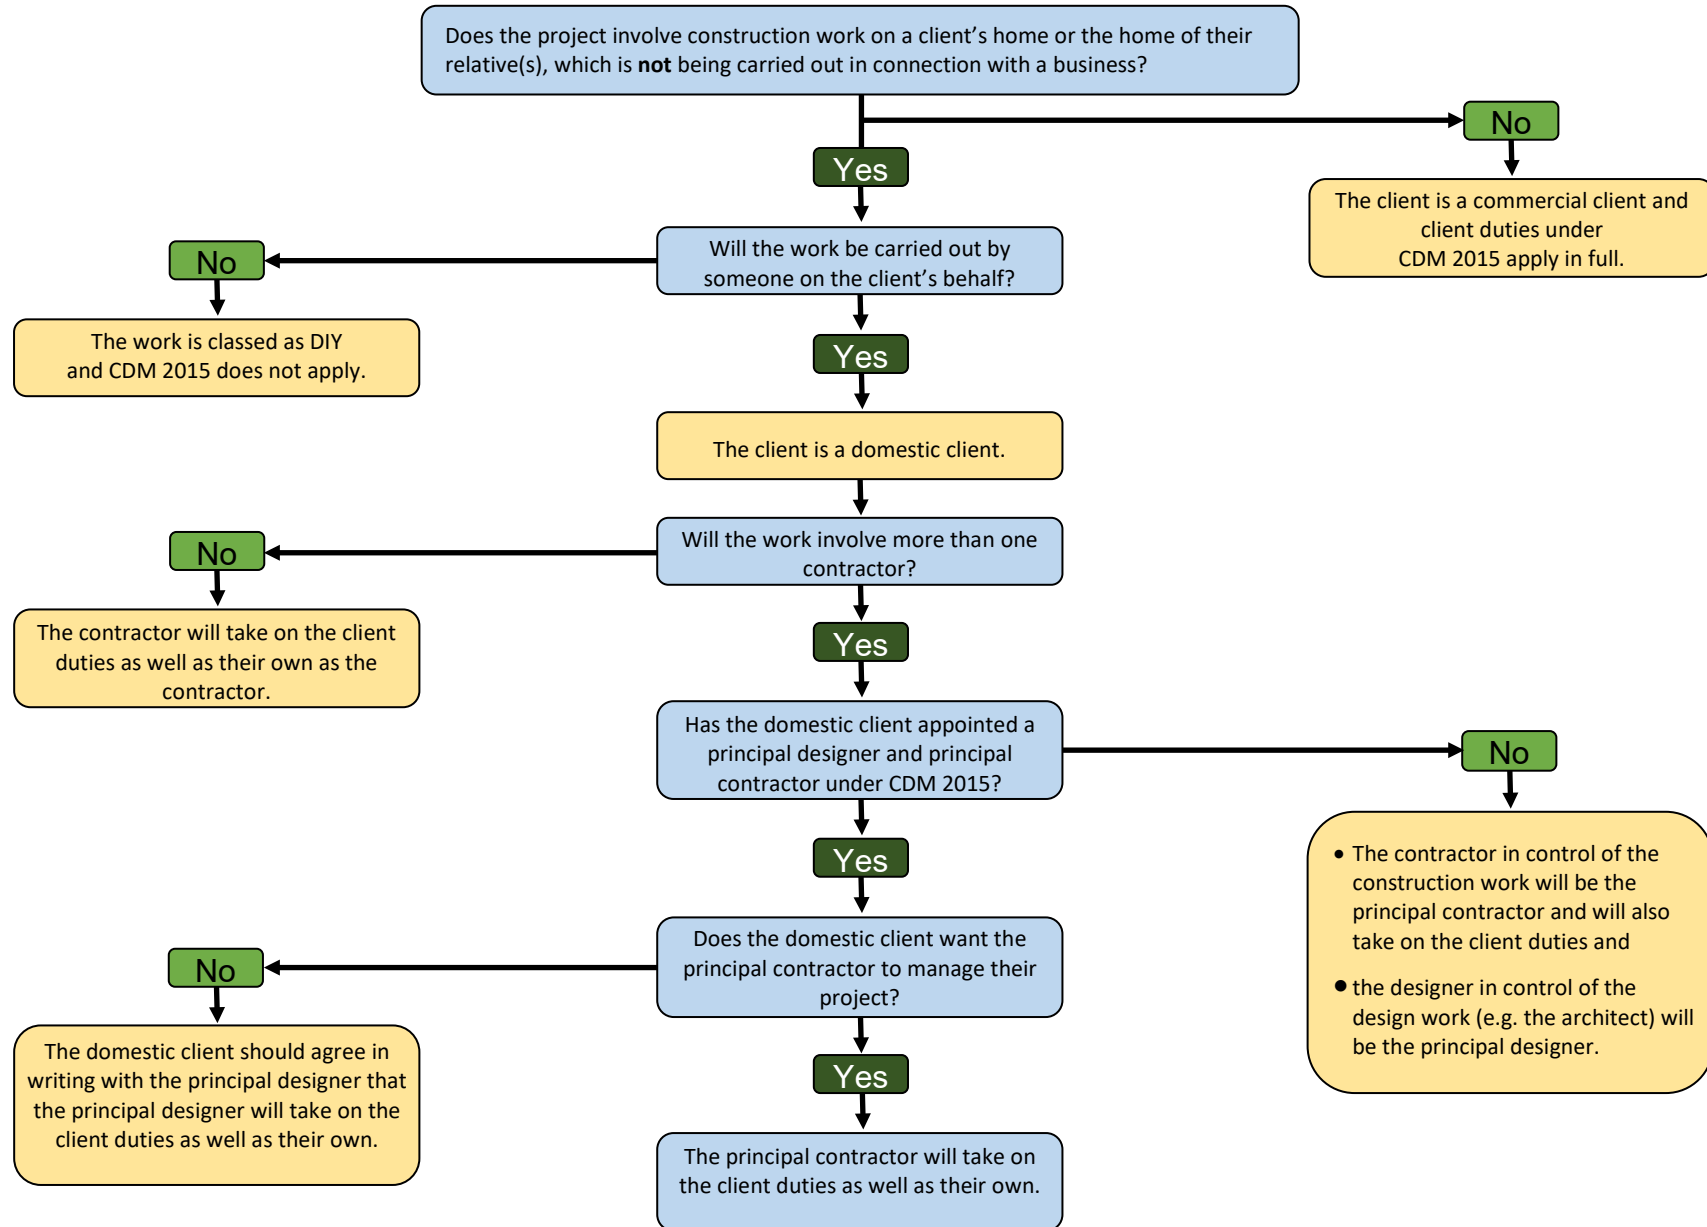 Does the project involve construction work on a client’s home or the home of their
relative(s), which is not being carried out in connection with a business?
No
Yes
The client is a commercial client and
client duties under
CDM 2015 apply in full.
Will the work be carried out by
someone on the client’s behalf?
No
The work is classed as DIY
and CDM 2015 does not apply.
Yes
The client is a domestic client.
Will the work involve more than one
contractor?
No
The contractor will take on the client
duties as well as their own as the
contractor.
Yes
Has the domestic client appointed a
principal designer and principal
contractor under CDM 2015?
No
• The contractor in control of the
construction work will be the
principal contractor and will also
take on the client duties and
• the designer in control of the
design work (e.g. the architect) will
be the principal designer.
Yes
Does the domestic client want the
principal contractor to manage their
project?
No
The domestic client should agree in
writing with the principal designer that
the principal designer will take on the
client duties as well as their own.
Yes
The principal contractor will take on
the client duties as well as their own.